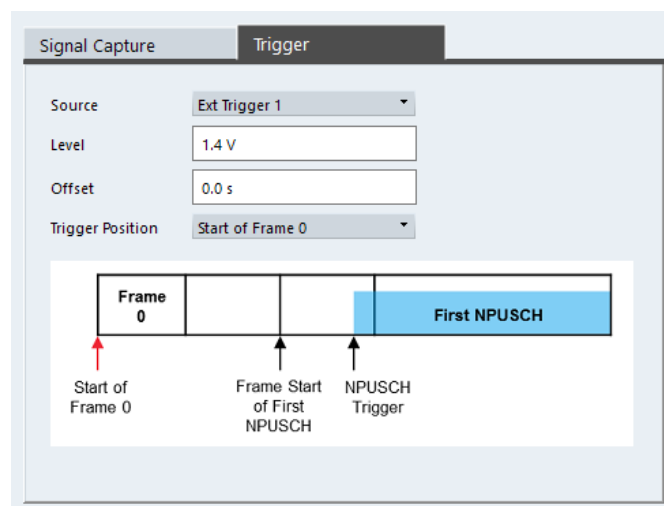 Signal Capture
Trigger
Source
Ext Trigger 1
Level
1.4 V
Offset
0.0 s
Trigger Position
Start of Frame 0
Frame
0
First NPUSCH
Start of
Frame 0
Frame Start
of First
NPUSCH
NPUSCH
Trigger